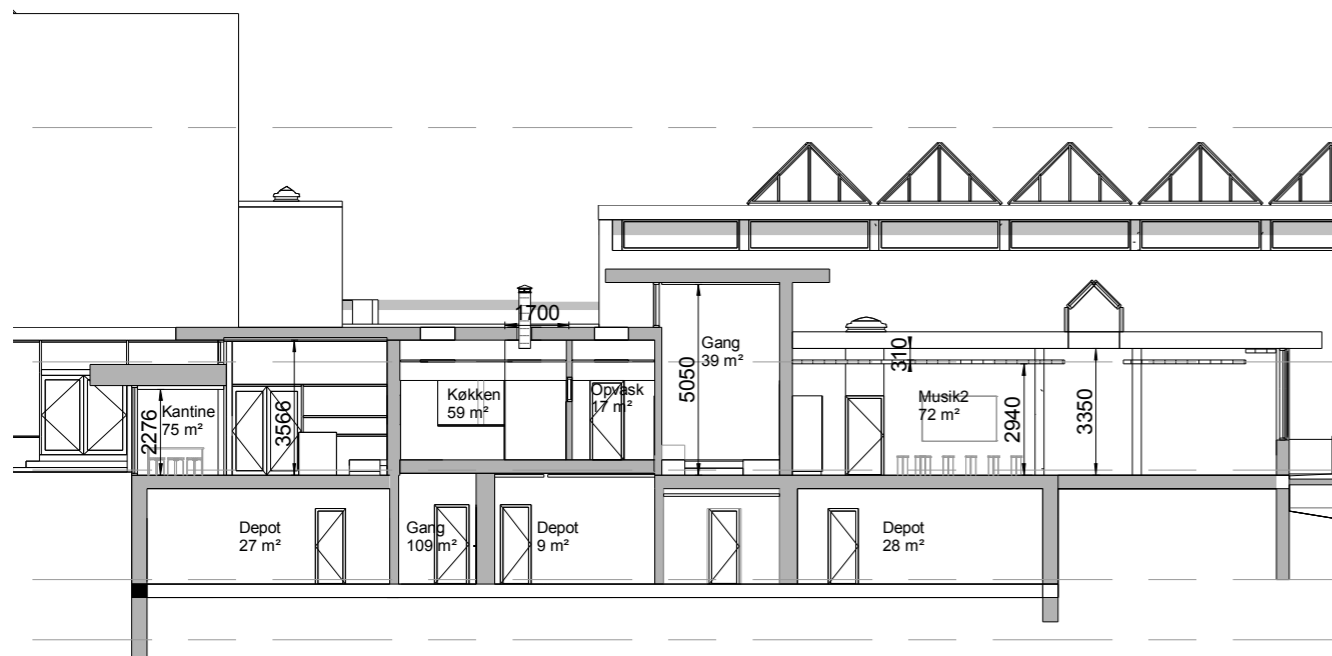 1700
Gang
39 m²
310
5050
Køkken
59 m²
Opvask
17 m²
Musik2
72 m²
Kantine
75 m²
2276
3566
2940
3350
Depot
27 m²
Gang
109 m²
Depot
9 m²
Depot
28 m²